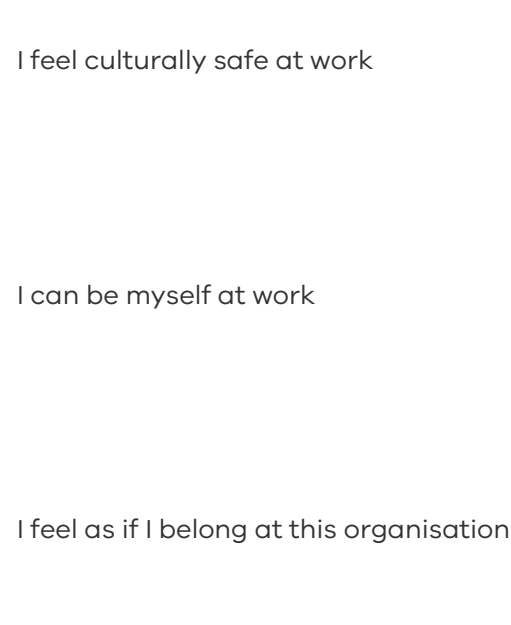 I feel culturally safe at work
I can be myself at work
I feel as if I belong at this organisation